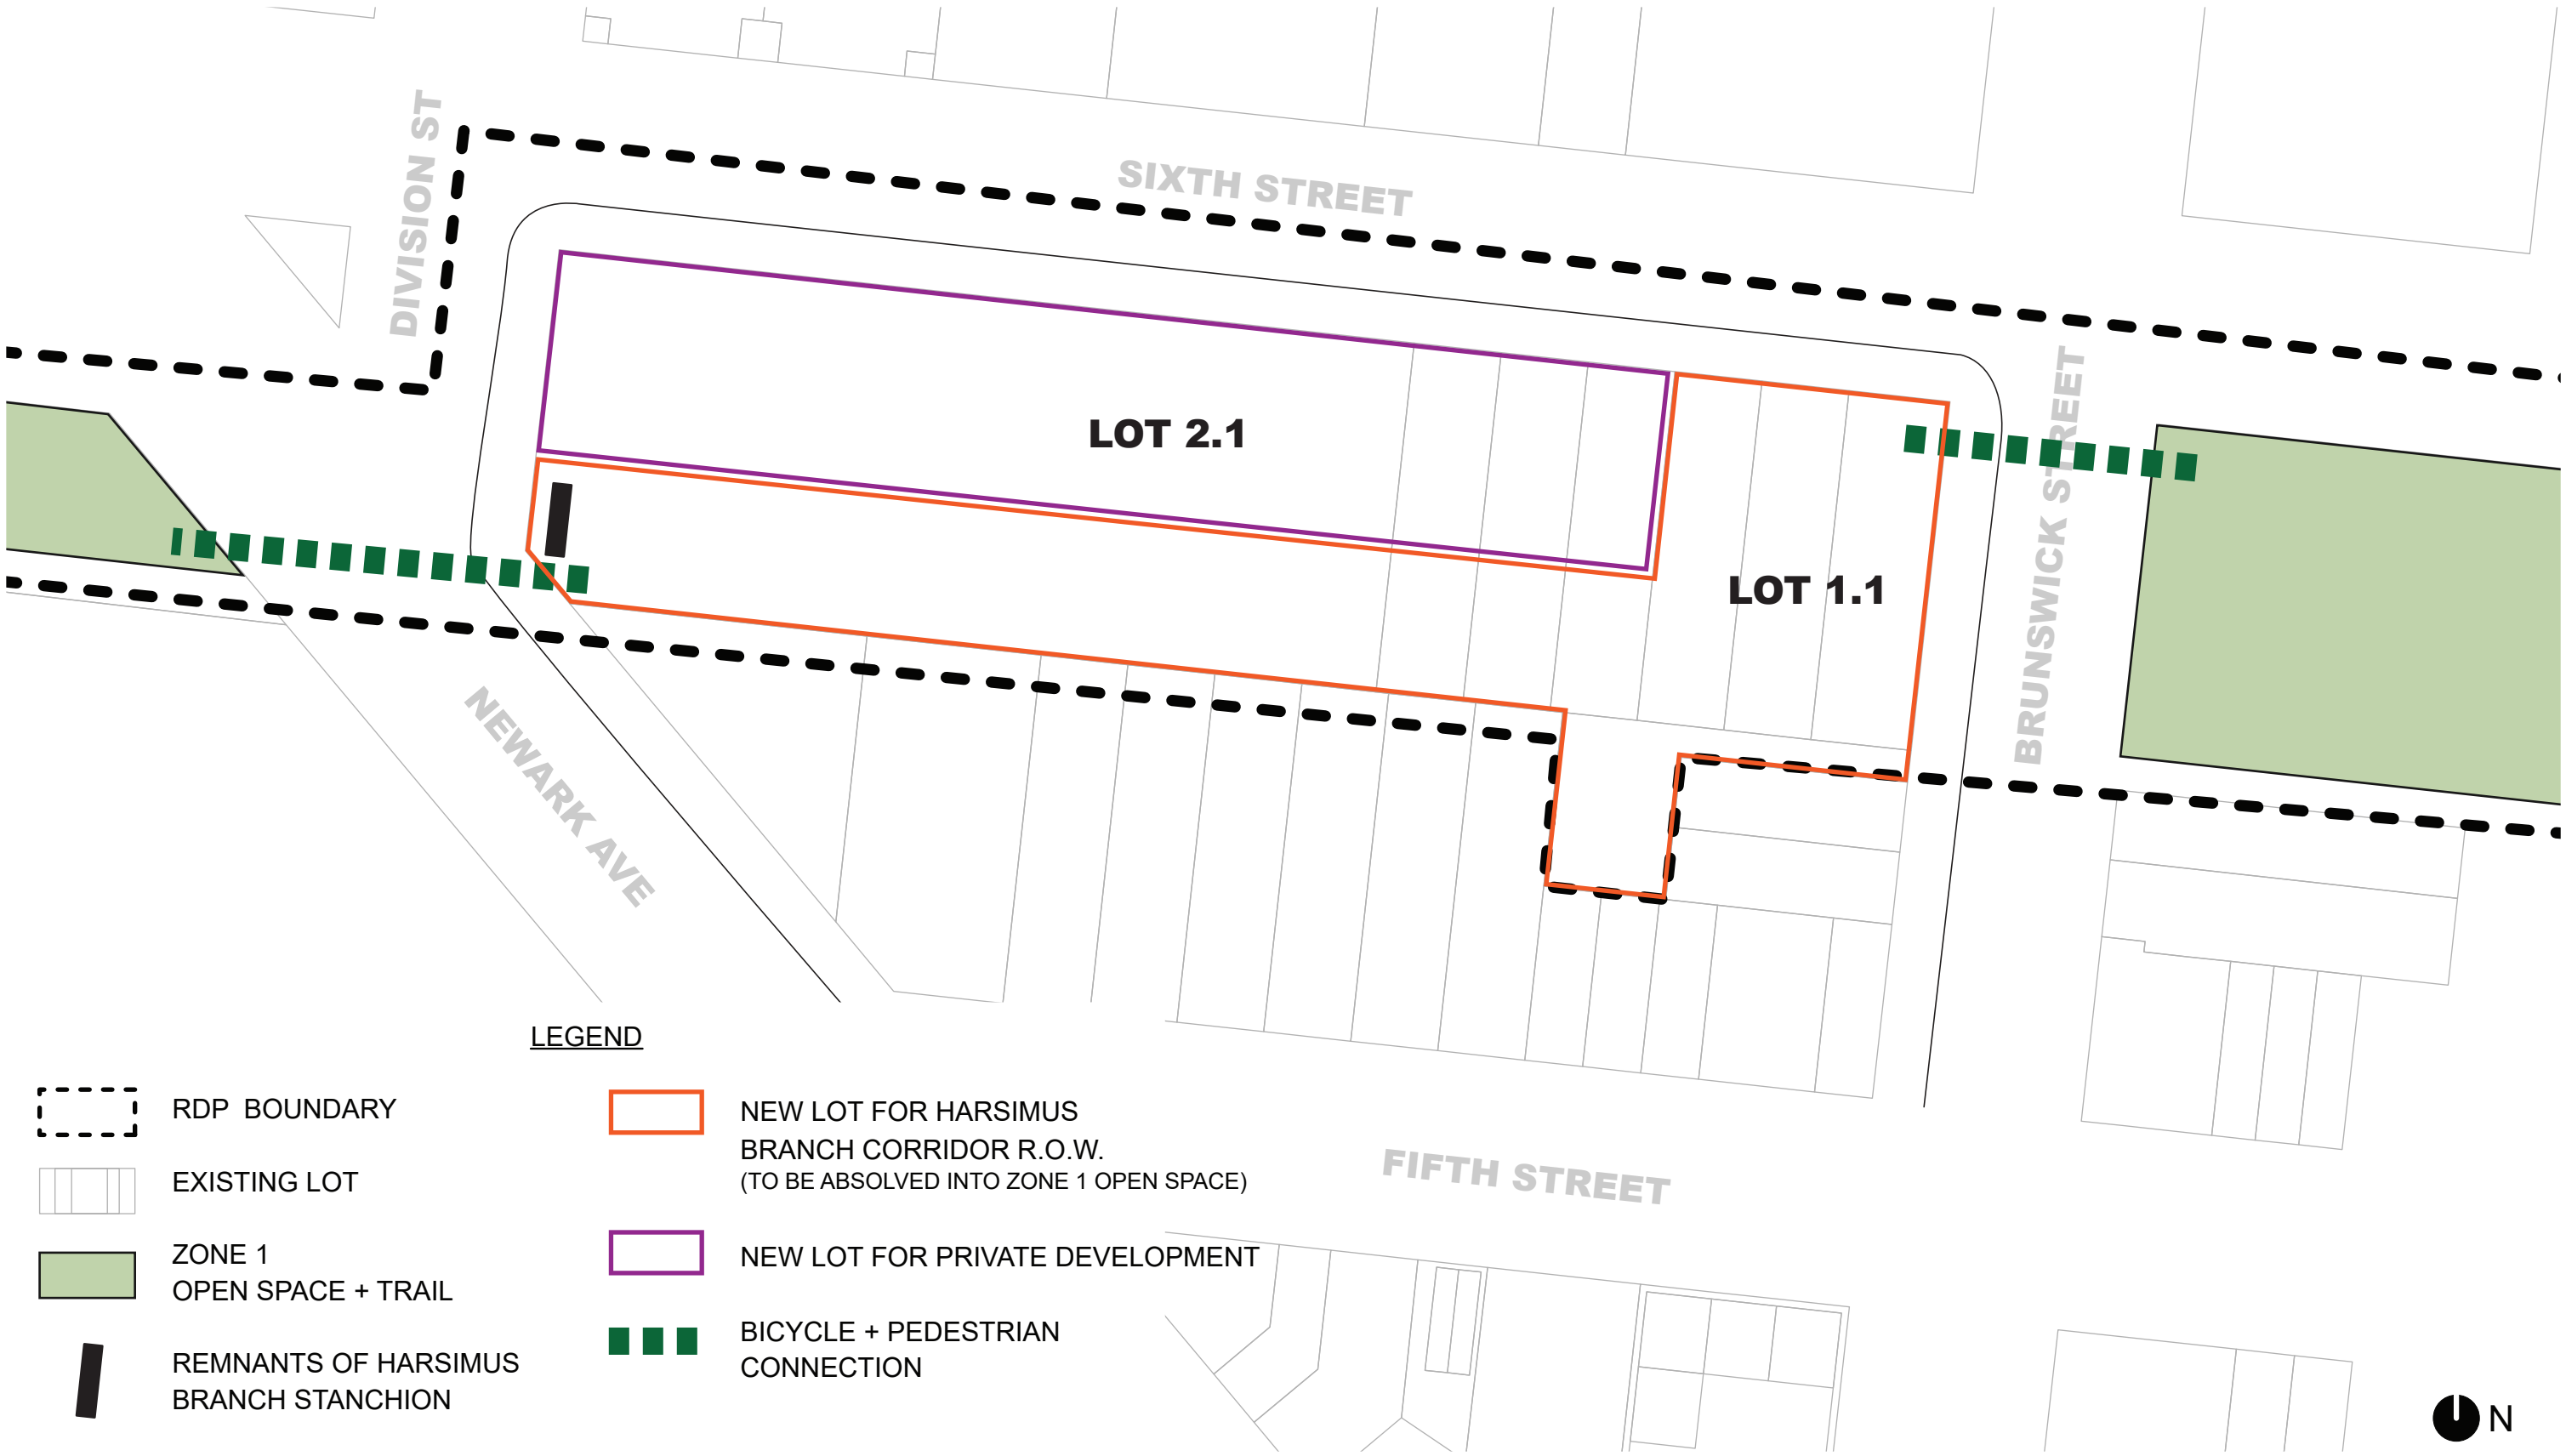 DIVISION ST
SIXTH STREET
LOT 2.1
LOT 1.1
BRUNSWICK STREET
NEWARK AVE
FIFTH STREET
LEGEND
RDP BOUNDARY
EXISTING LOT
ZONE 1
OPEN SPACE + TRAIL
REMNANTS OF HARSIMUS
BRANCH STANCHION
NEW LOT FOR HARSIMUS
BRANCH CORRIDOR R.O.W.
(TO BE ABSOLVED INTO ZONE 1 OPEN SPACE)
NEW LOT FOR PRIVATE DEVELOPMENT
BICYCLE + PEDESTRIAN
CONNECTION
N